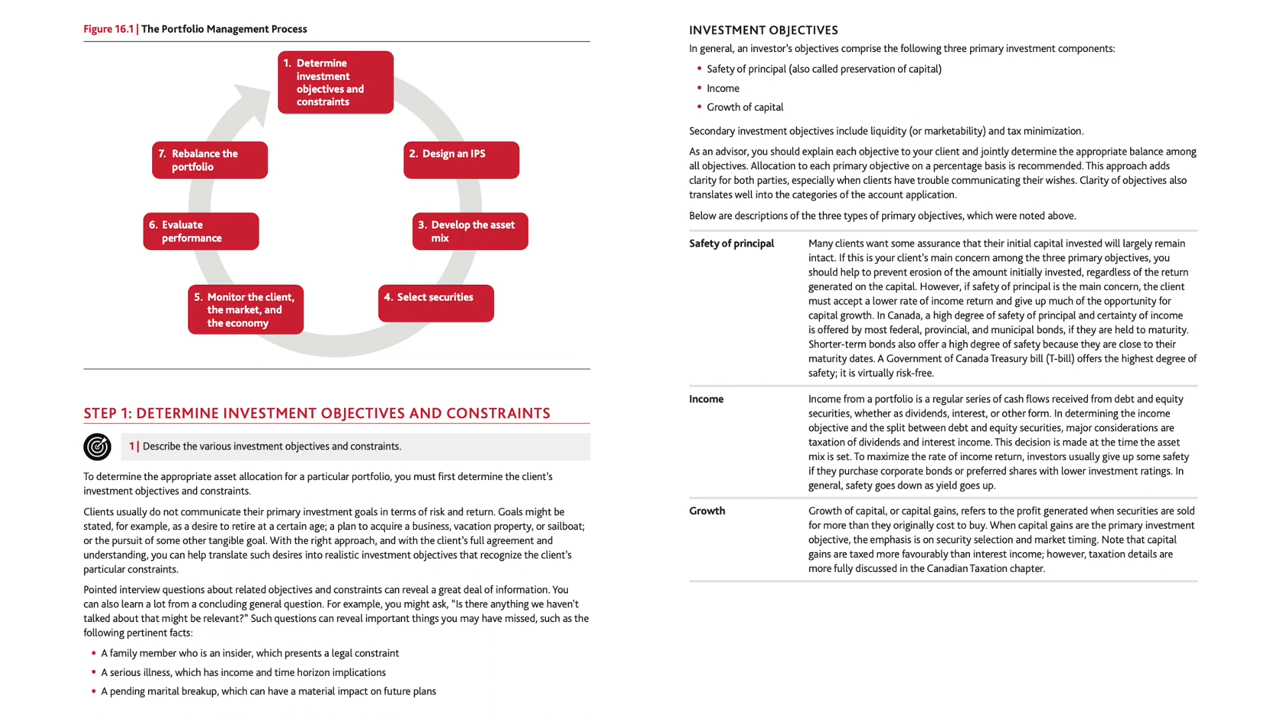 Figure 16.1 | The Portfolio Management Process
1. Determine
investment
objectives and
constraints
2. Design an IPS
3. Develop the asset
mix
4. Select securities
5. Monitor the client,
the market, and
the economy
6. Evaluate
performance
7. Rebalance the
portfolio
STEP 1: DETERMINE INVESTMENT OBJECTIVES AND CONSTRAINTS
1 | Describe the various investment objectives and constraints.
To determine the appropriate asset allocation for a particular portfolio, you must first determine the client's
investment objectives and constraints.
Clients usually do not communicate their primary investment goals in terms of risk and return. Goals might be
stated, for example, as a desire to retire at a certain age; a plan to acquire a business, vacation property, or sailboat;
or the pursuit of some other tangible goal. With the right approach, and with the client's full agreement and
understanding, you can help translate such desires into realistic investment objectives that recognize the client's
particular constraints.
Pointed interview questions about related objectives and constraints can reveal a great deal of information. You
can also learn a lot from a concluding general question. For example, you might ask, "Is there anything we haven't
talked about that might be relevant?" Such questions can reveal important things you may have missed, such as the
following pertinent facts:
• A family member who is an insider, which presents a legal constraint
• A serious illness, which has income and time horizon implications
• A pending marital breakup, which can have a material impact on future plans
INVESTMENT OBJECTIVES
In general, an investor's objectives comprise the following three primary investment components:
• Safety of principal (also called preservation of capital)
• Income
• Growth of capital
Secondary investment objectives include liquidity (or marketability) and tax minimization.
As an advisor, you should explain each objective to your client and jointly determine the appropriate balance among
all objectives. Allocation to each primary objective on a percentage basis is recommended. This approach adds
clarity for both parties, especially when clients have trouble communicating their wishes. Clarity of objectives also
translates well into the categories of the account application.
Below are descriptions of the three types of primary objectives, which were noted above.
Safety of principal
Many clients want some assurance that their initial capital invested will largely remain
intact. If this is your client's main concern among the three primary objectives, you
should help to prevent erosion of the amount initially invested, regardless of the return
generated on the capital. However, if safety of principal is the main concern, the client
must accept a lower rate of income return and give up much of the opportunity for
capital growth. In Canada, a high degree of safety of principal and certainty of income
is offered by most federal, provincial, and municipal bonds, if they are held to maturity.
Shorter-term bonds also offer a high degree of safety because they are close to their
maturity dates. A Government of Canada Treasury bill (T-bill) offers the highest degree of
safety; it is virtually risk-free.
Income
Income from a portfolio is a regular series of cash flows received from debt and equity
securities, whether as dividends, interest, or other form. In determining the income
objective and the split between debt and equity securities, major considerations are
taxation of dividends and interest income. This decision is made at the time the asset
mix is set. To maximize the rate of income return, investors usually give up some safety
if they purchase corporate bonds or preferred shares with lower investment ratings. In
general, safety goes down as yield goes up.
Growth
Growth of capital, or capital gains, refers to the profit generated when securities are sold
for more than they originally cost to buy. When capital gains are the primary investment
objective, the emphasis is on security selection and market timing. Note that capital
gains are taxed more favourably than interest income; however, taxation details are
more fully discussed in the Canadian Taxation chapter.